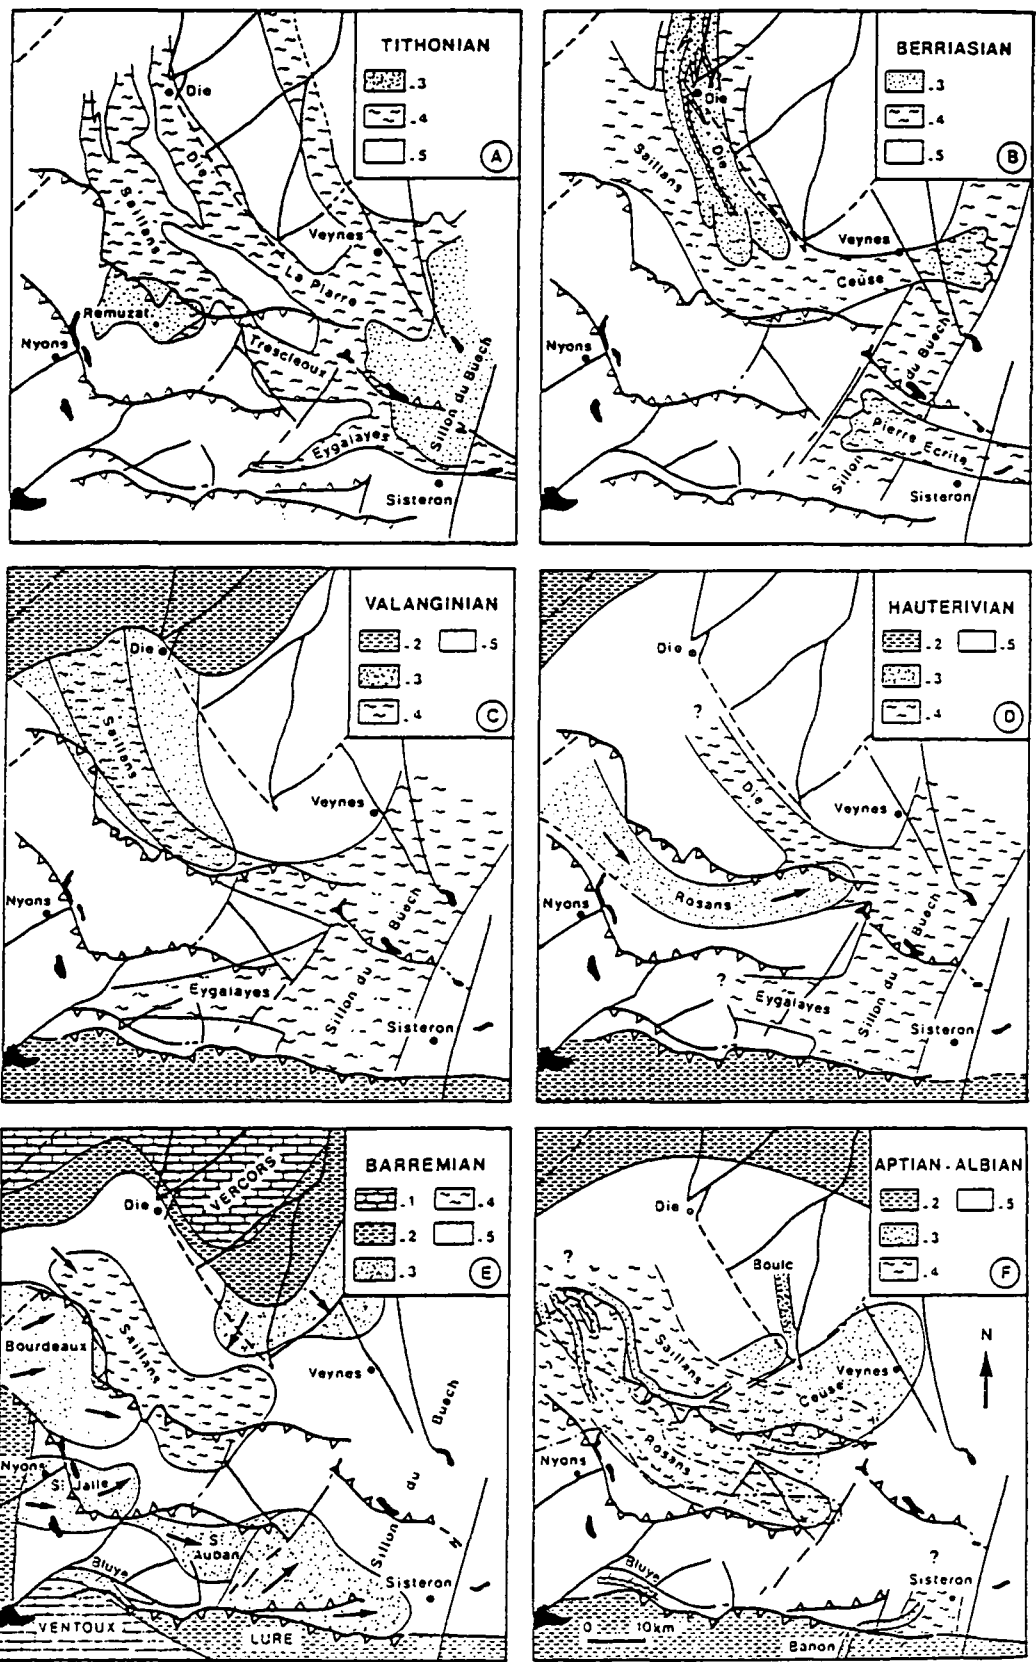 TITHONIAN
.3
.4
.5
A
Die
Die
Saillans
Veynes
La Piarre
Remuzat
Nyons
Trescleoux
Sillon du Buech
Eygalayes
Sisteron
BERRIASIAN
.3
.4
.5
B
Die
Die
Saillans
Veynes
Ceuse
Nyons
Sillon du Buech
Pierre Ecrite
Sisteron
VALANGINIAN
.2 .5
.3
.4
C
Die
Saillans
Veynes
Nyons
Sillon du Buech
Eygalayes
Sisteron
HAUTERIVIAN
.2 .5
.3
.4
D
Die
?
Die
Veynes
Rosans
Nyons
Sillon du Buech
?
Eygalayes
Sisteron
BARREMIAN
.1 .4
.2 .5
.3
E
VERCORS
Die
Bourdeaux
Saillans
Veynes
Sillon du Buech
Nyons
St Jalle
S. Auban
Bluye
Sisteron
VENTOUX
LURE
APTIAN-ALBIAN
.2 .5
.3
.4
F
Die
Boulc
?
N
Saillans
Veynes
Ceuse
Rosans
Nyons
?
Bluye
Sisteron
0 10km
Banon